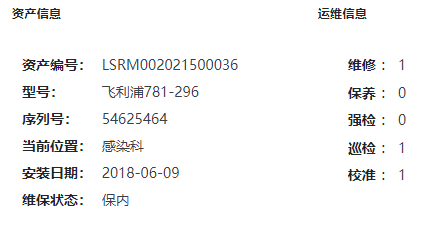 资产信息
资产编号： LSRM002021500036
型号： 飞利浦781-296
序列号： 54625464
当前位置： 感染科
安装日期： 2018-06-09
维保状态： 保内
运维信息
维修： 1
保养： 0
强检： 0
巡检： 1
校准： 1